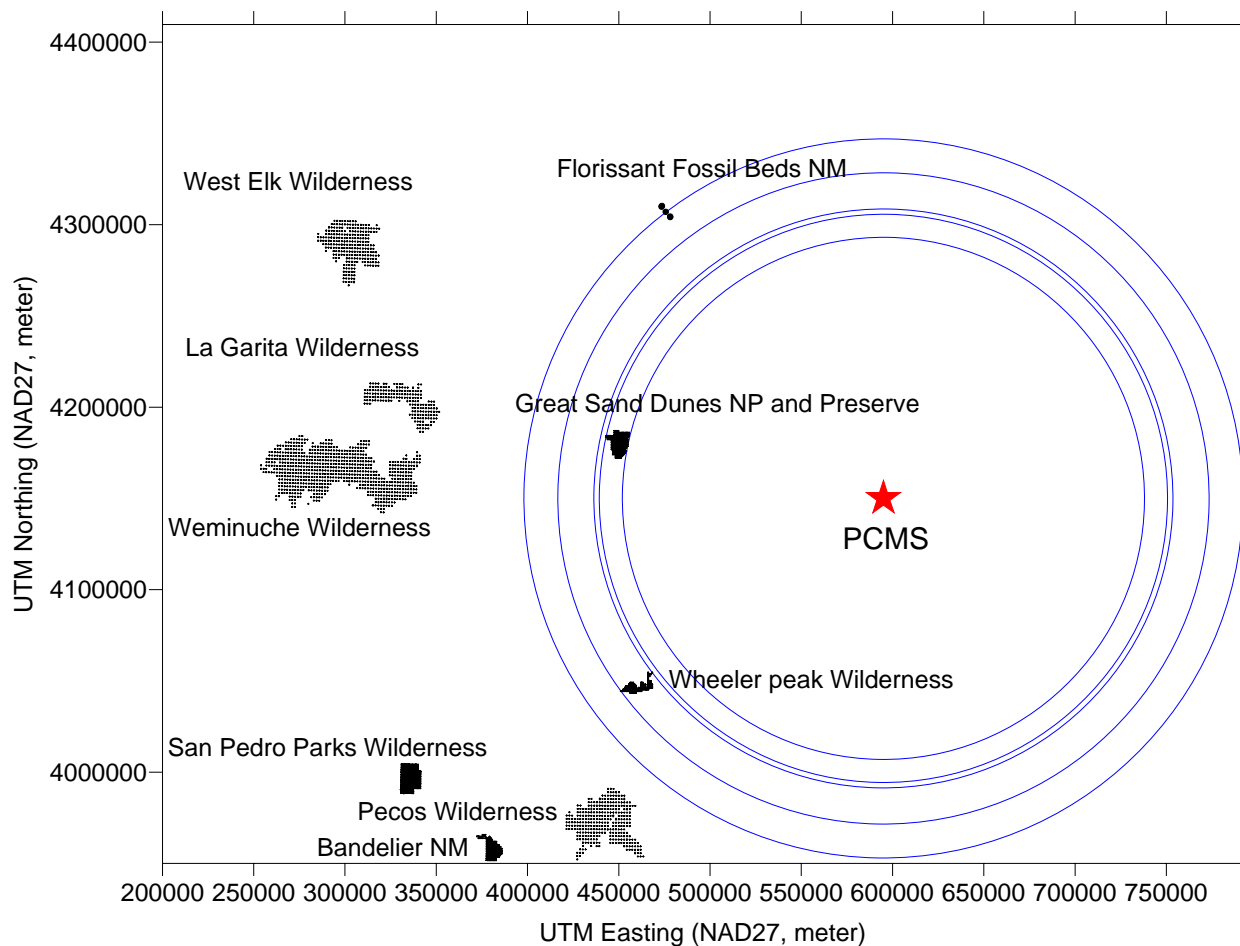 4400000
4300000
4200000
4100000
4000000
UTM Northing (NAD27, meter)
Florissant Fossil Beds NM
West Elk Wilderness
La Garita Wilderness
Great Sand Dunes NP and Preserve
Weminuche Wilderness
PCMS
Wheeler peak Wilderness
San Pedro Parks Wilderness
Pecos Wilderness
Bandelier NM
200000 250000 300000 350000 400000 450000 500000 550000 600000 650000 700000 750000
UTM Easting (NAD27, meter)